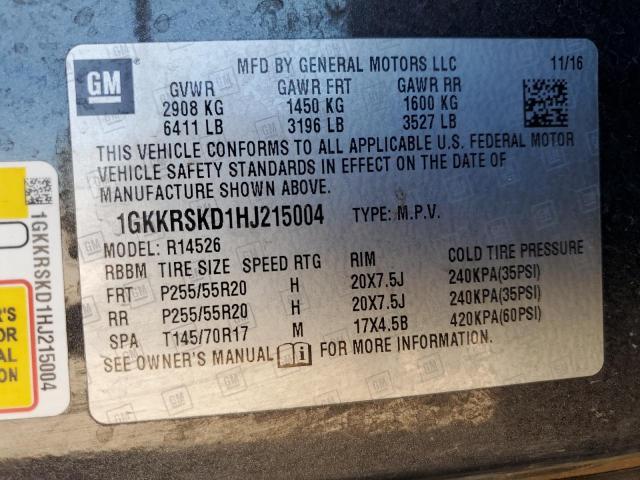 GM
MFD BY GENERAL MOTORS LLC 11/16
GVWR GAWR FRT GAWR RR
2908 KG 1450 KG 1600 KG
6411 LB 3196 LB 3527 LB
THIS VEHICLE CONFORMS TO ALL APPLICABLE U.S. FEDERAL MOTOR
VEHICLE SAFETY STANDARDS IN EFFECT ON THE DATE OF
MANUFACTURE SHOWN ABOVE.
1GKKRSKD1HJ215004 TYPE: M.P.V.
MODEL: R14526
RBBM TIRE SIZE SPEED RTG RIM COLD TIRE PRESSURE
FRT P255/55R20 H 20X7.5J 240KPA(35PSI)
RR P255/55R20 H 20X7.5J 240KPA(35PSI)
SPA T145/70R17 M 17X4.5B 420KPA(60PSI)
SEE OWNER'S MANUAL FOR MORE INFORMATION.
1GKKRSKD1HJ215004